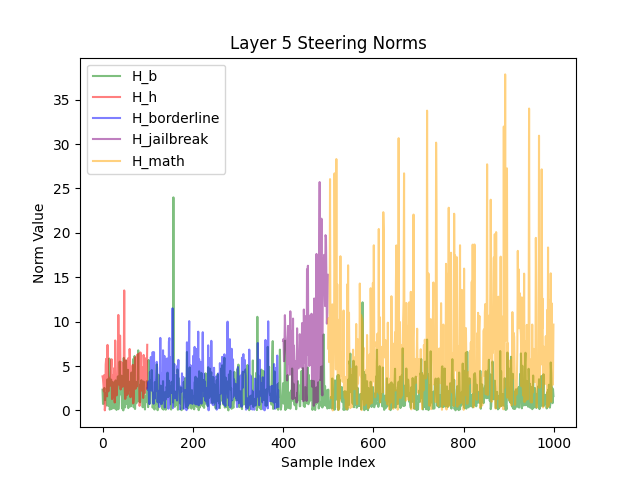 Layer 5 Steering Norms
H_b
H_h
H_borderline
H_jailbreak
H_math
Norm Value
35
30
25
20
15
10
5
0
0 200 400 600 800 1000
Sample Index